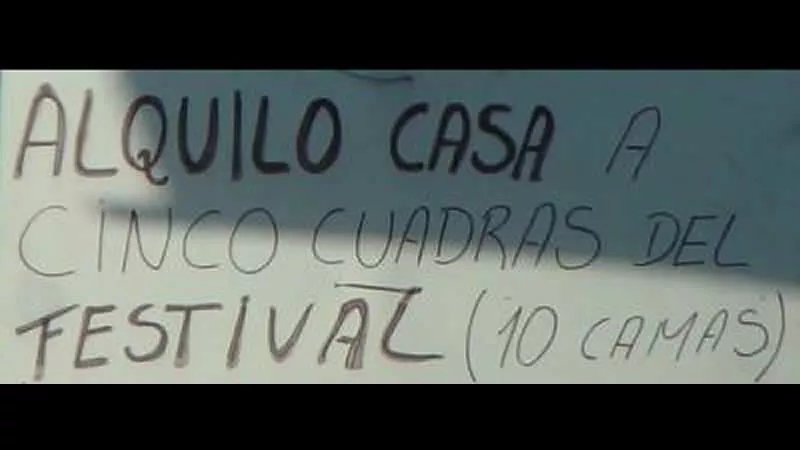 ALQUILO CASA A
CINCO CUADRAS DEL
FESTIVAL (10 CAMAS)